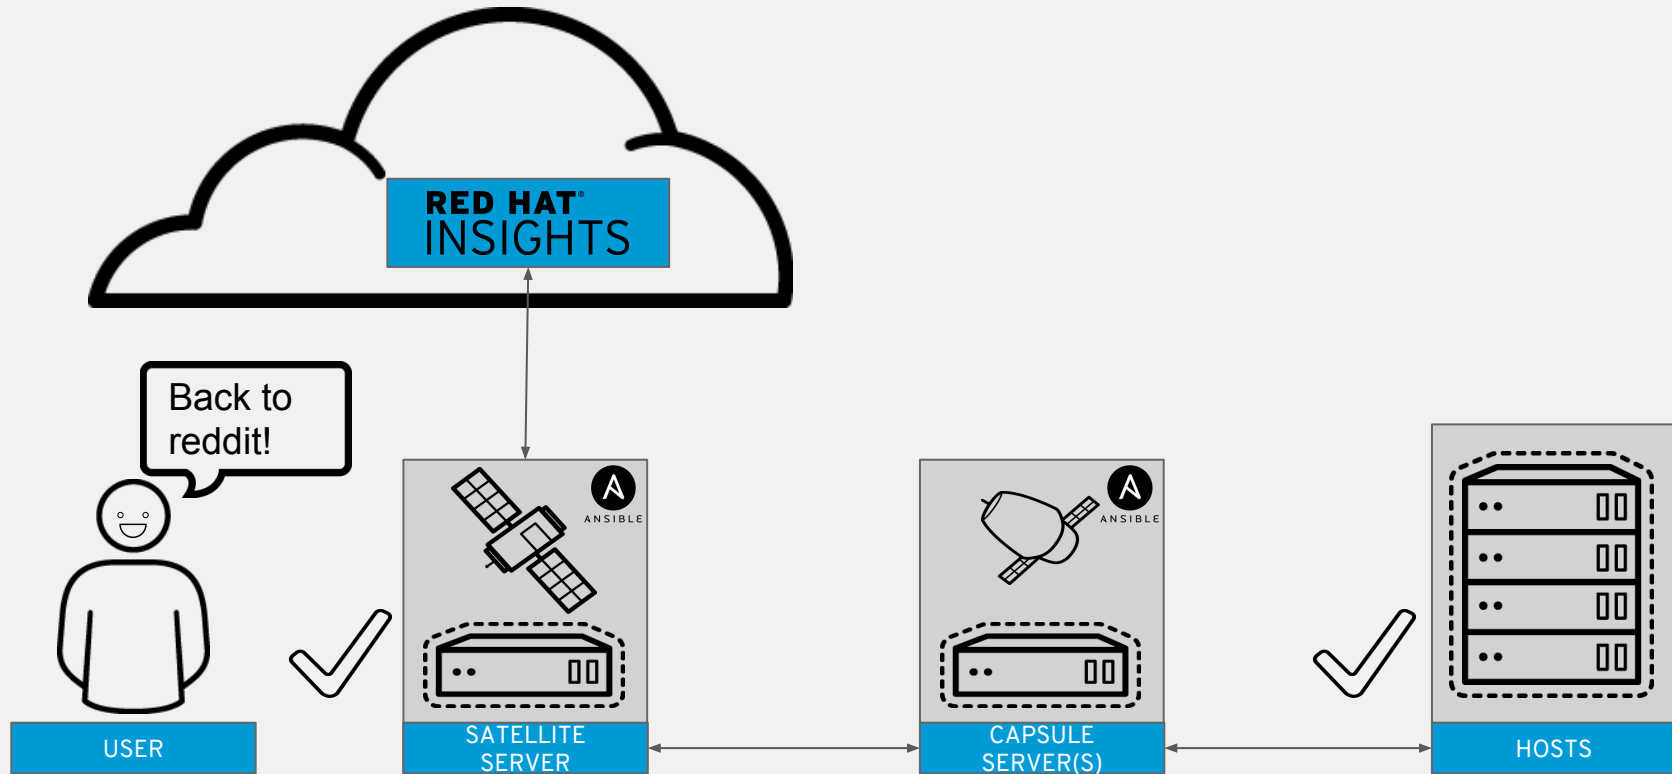 RED HAT®
INSIGHTS
Back to
reddit!
ANSIBLE
ANSIBLE
USER
SATELLITE
SERVER
CAPSULE
SERVER(S)
HOSTS